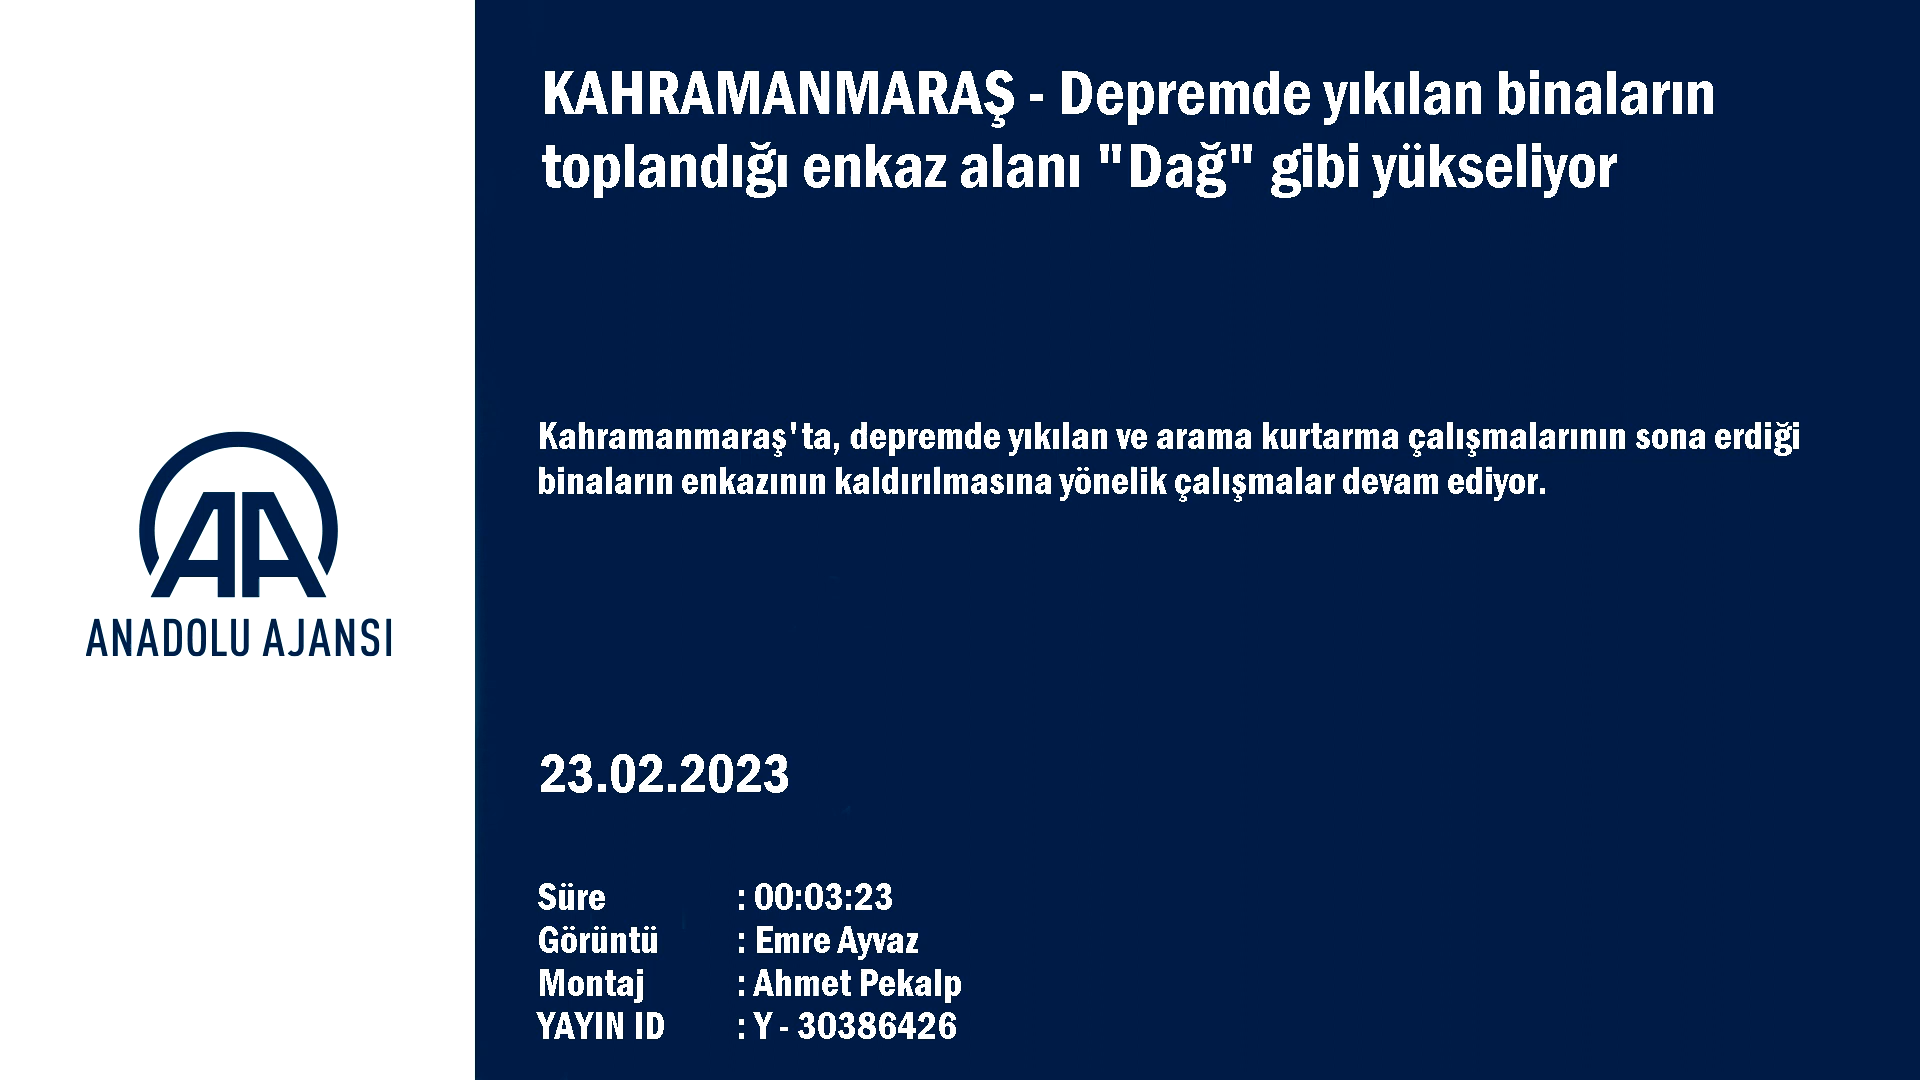 KAHRAMANMARAŞ - Depremde yıkılan binaların
toplandığı enkaz alanı "Dağ" gibi yükseliyor
Kahramanmaraş'ta, depremde yıkılan ve arama kurtarma çalışmalarının sona erdiği
binaların enkazının kaldırılmasına yönelik çalışmalar devam ediyor.
AA
ANADOLU AJANSI
23.02.2023
Süre : 00:03:23
Görüntü : Emre Ayvaz
Montaj : Ahmet Pekalp
YAYIN ID : Y - 30386426